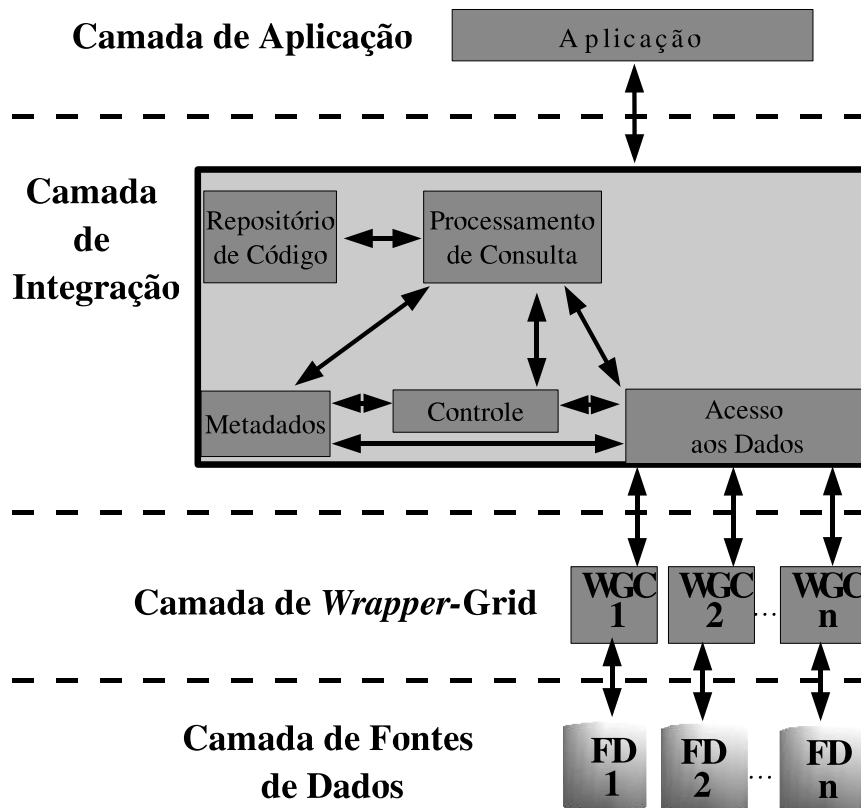 Camada de Aplicação
Aplicação
Camada
de
Integração
Repositório
de Código
Processamento
de Consulta
Metadados
Controle
Acesso
aos Dados
Camada de Wrapper-Grid
WGC
1
WGC
2
...
WGC
n
Camada de Fontes
de Dados
FD
1
FD
2
...
FD
n